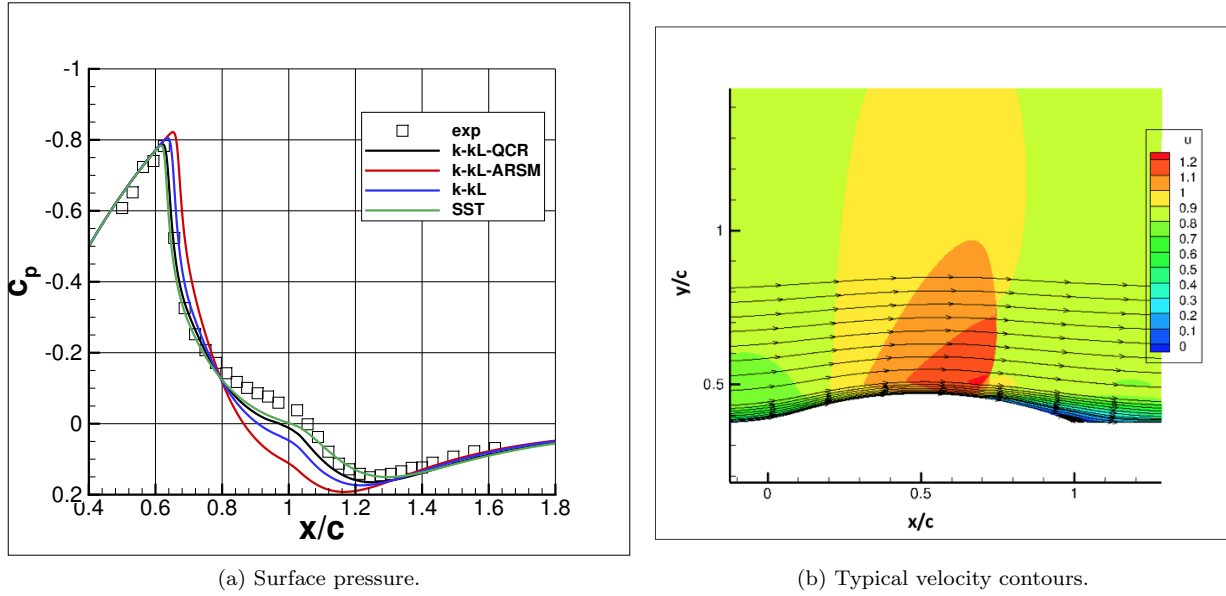 -1
-0.8
-0.6
-0.4
-0.2
0
0.2
c_p
0.4 0.6 0.8 1 1.2 1.4 1.6 1.8
x/c
exp
k-kL-QCR
k-kL-ARSM
k-kL
SST
(a) Surface pressure.
y/c
1
0.5
0 0.5 1
x/c
u
1.2
1.1
1
0.9
0.8
0.7
0.6
0.5
0.4
0.3
0.2
0.1
0
(b) Typical velocity contours.